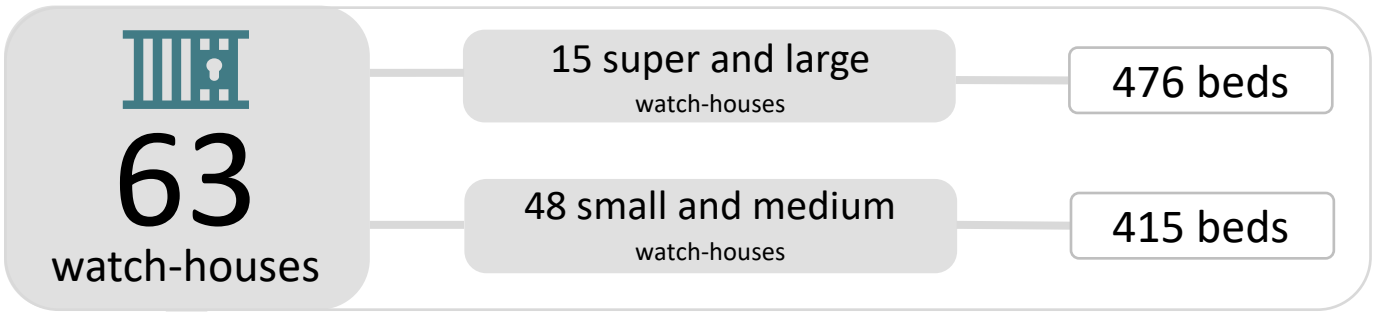 63
watch-houses
15 super and large
watch-houses
476 beds
48 small and medium
watch-houses
415 beds